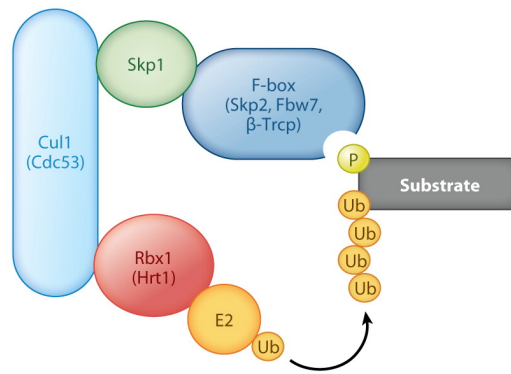 Skp1
F-box
(Skp2, Fbw7,
β-Trcp)
Cul1
(Cdc53)
P
Substrate
Ub
Ub
Ub
Ub
Rbx1
(Hrt1)
E2
Ub